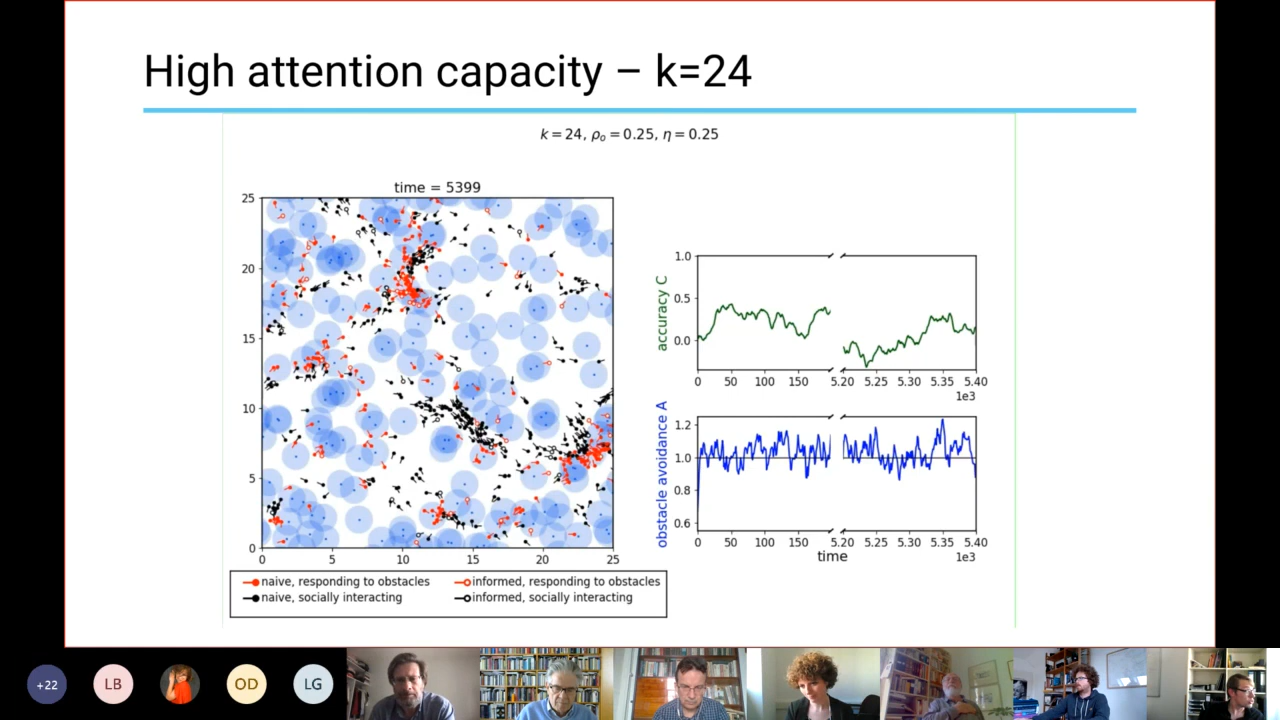 High attention capacity – k=24
k = 24, ρₒ = 0.25, η = 0.25
time = 5399
25
20
15
10
5
0
0 5 10 15 20 25
naive, responding to obstacles
informed, responding to obstacles
naive, socially interacting
informed, socially interacting
accuracy C
1.0
0.5
0.0
0 50 100 150 5.20 5.25 5.30 5.35 5.40
1e3
obstacle avoidance A
1.2
1.0
0.8
0.6
0 50 100 150 5.20 5.25 5.30 5.35 5.40
time
1e3
+22
LB
OD
LG